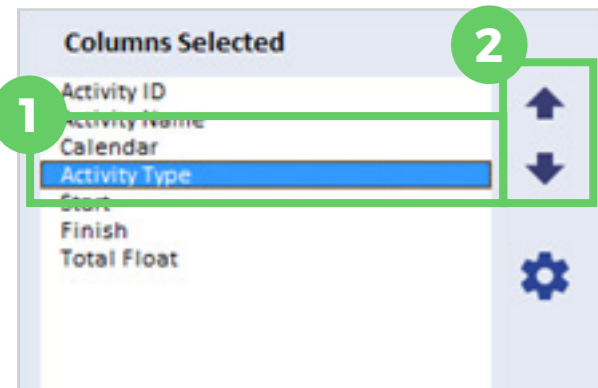 Columns Selected
2
Activity ID
1
Activity Name
Calendar
Activity Type
Start
Finish
Total Float